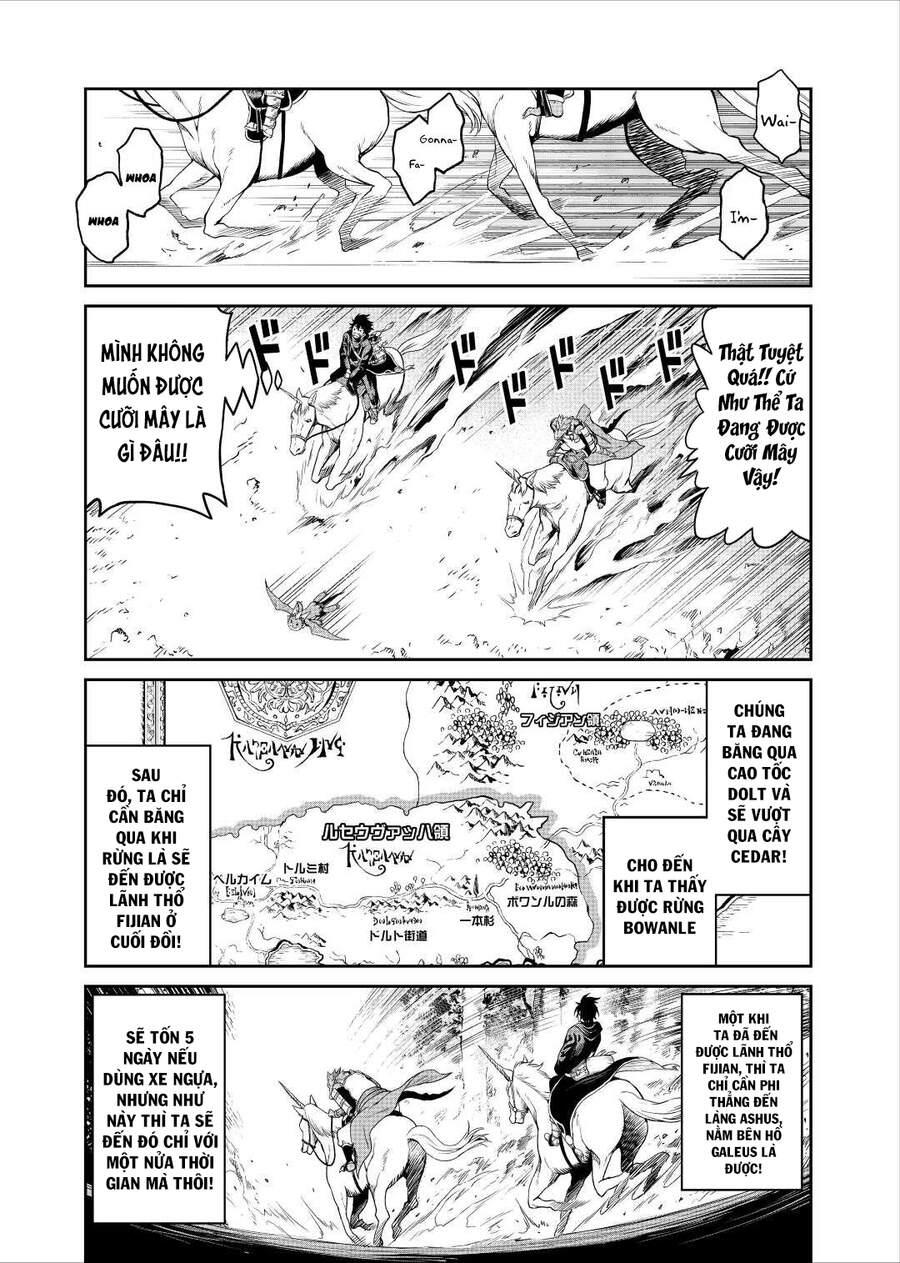 Wai-
I'm-
Gonna-
Fa-
WHOA
WHOA
THẬT TUYỆT
QUÁ!! CỨ
NHƯ THỂ TA
ĐANG ĐƯỢC
CƯỠI MÂY
VẬY!
ド
ド
ド
ド
ド
MÌNH KHÔNG
MUỐN ĐƯỢC
CƯỠI MÂY LÀ
GÌ ĐÂU!!
CHÚNG
TA ĐANG
BĂNG QUA
CAO TỐC
DOLT VÀ
SẼ VƯỢT
QUA CÂY
CEDAR!
CHO ĐẾN
KHI TA THẤY
ĐƯỢC RỪNG
BOWANLE
フィジアン領
ルセウヴァッハ領
トルミ村
ベルカイム
ボワンルの森
一本杉
ドルト街道
SAU
ĐÓ, TA CHỈ
CẦN BĂNG
QUA KHI
RỪNG LÀ SẼ
ĐẾN ĐƯỢC
LÃNH THỔ
FIJIAN Ở
CUỐI ĐỒI!
MỘT KHI
TA ĐÃ ĐẾN
ĐƯỢC LÃNH THỔ
FIJIAN, THÌ TA
CHỈ CẦN PHI
THẲNG ĐẾN
LÀNG ASHUS,
NẰM BÊN HỒ
GALEUS LÀ
ĐƯỢC!
SẼ TỐN 5
NGÀY NẾU
DÙNG XE NGỰA,
NHƯNG NHƯ
NÀY THÌ TA SẼ
ĐẾN ĐÓ CHỈ VỚI
MỘT NỬA THỜI
GIAN MÀ THÔI!